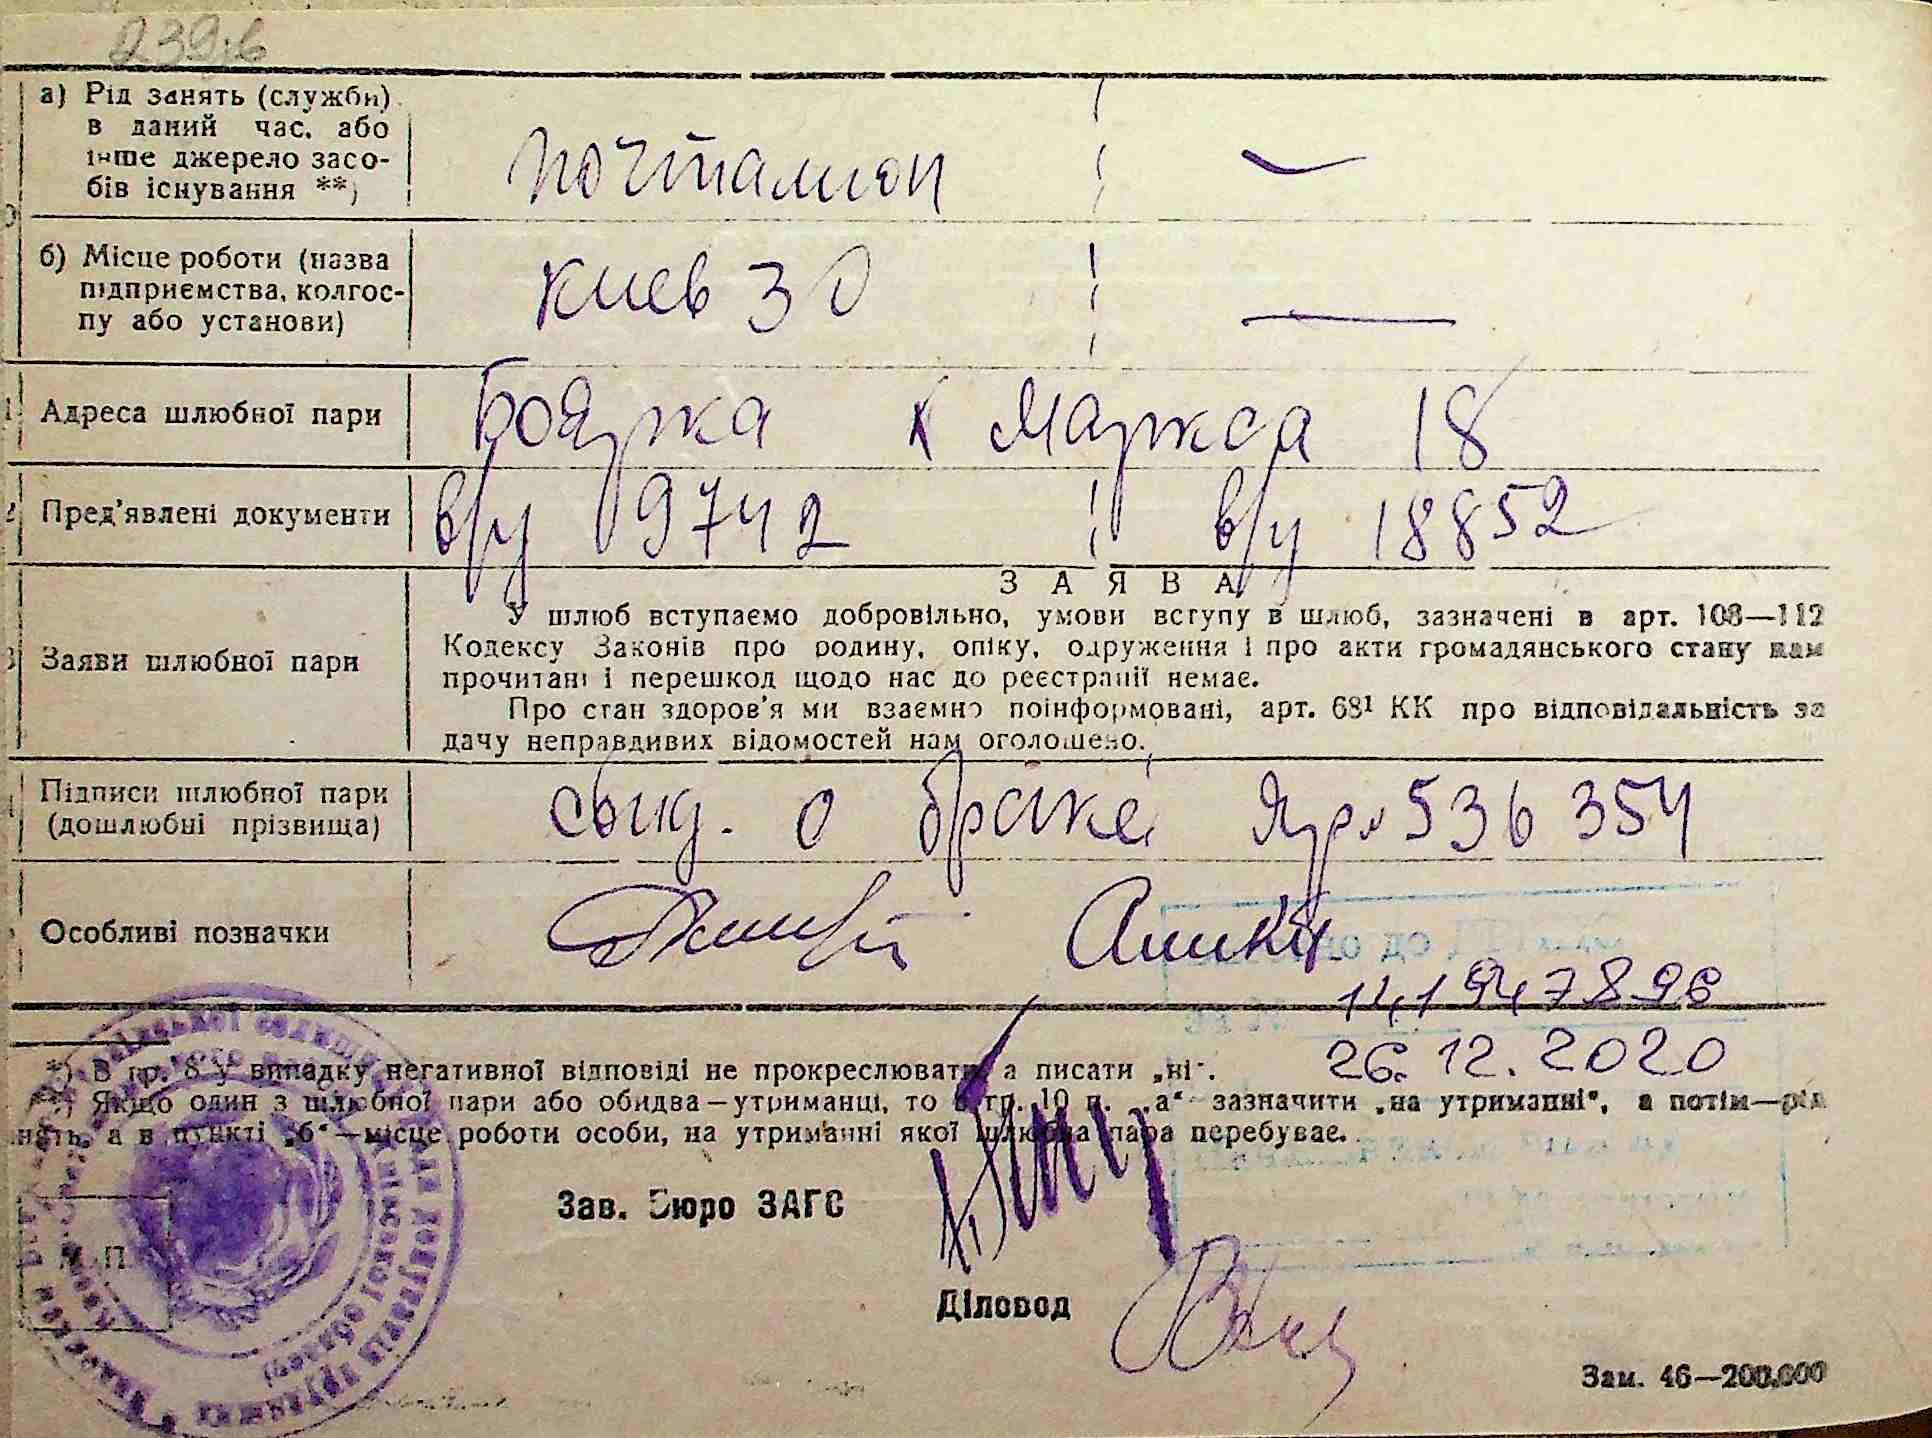 а) Рід занять (служби)
в даний час. або
інше джерело засо-
бів існування **)
почтальон
—
б) Місце роботи (назва
підприємства, колгос-
пу або установи)
Киев 30
—
Адреса шлюбної пари
Боярка К Маркса 18
Пред'явлені документи
в/у 9742
в/у 18852
ЗАЯВА
Заяви шлюбної пари
У шлюб вступаємо добровільно, умови вступу в шлюб, зазначені в арт. 108—112
Кодексу Законів про родину, опіку, одруження і про акти громадянського стану нам
прочитані і перешкод щодо нас до реєстрації немає.
Про стан здоров'я ми взаємно поінформовані, арт. 68¹ КК про відповідальність за
дачу неправдивих відомостей нам оголошено.
Підписи шлюбної пари
(дошлюбні прізвища)
свид. о браке 536354
Особливі позначки
141947896
26.12.2020
*) В гр. 8 у випадку негативної відповіді не прокреслювати а писати „ні".
Якщо один з шлюбної пари або обидва—утриманці, то в гр. 10 п. „а" зазначити „на утриманні", а потім—рід
нять, а в пункті „б"—місце роботи особи, на утриманні якої шлюбна пара перебуває.
Зав. Бюро ЗАГС
М. П.
Діловод
Зам. 46—200.000